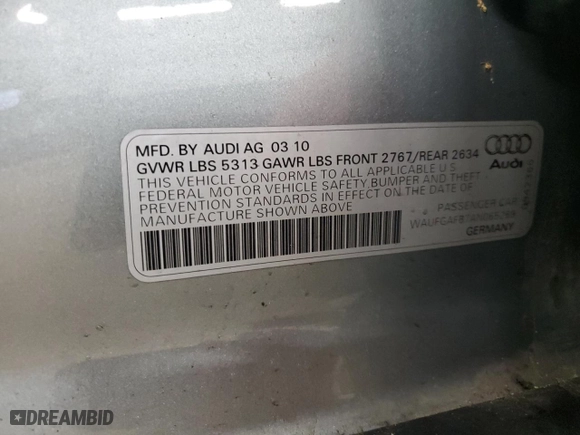 MFD. BY AUDI AG 03 10
GVWR LBS 5313 GAWR LBS FRONT 2767/REAR 2634
THIS VEHICLE CONFORMS TO ALL APPLICABLE U S
FEDERAL MOTOR VEHICLE SAFETY, BUMPER AND THEFT
PREVENTION STANDARDS IN EFFECT ON THE DATE OF
MANUFACTURE SHOWN ABOVE
Audi
PASSENGER CAR
GERMANY
DREAMBID